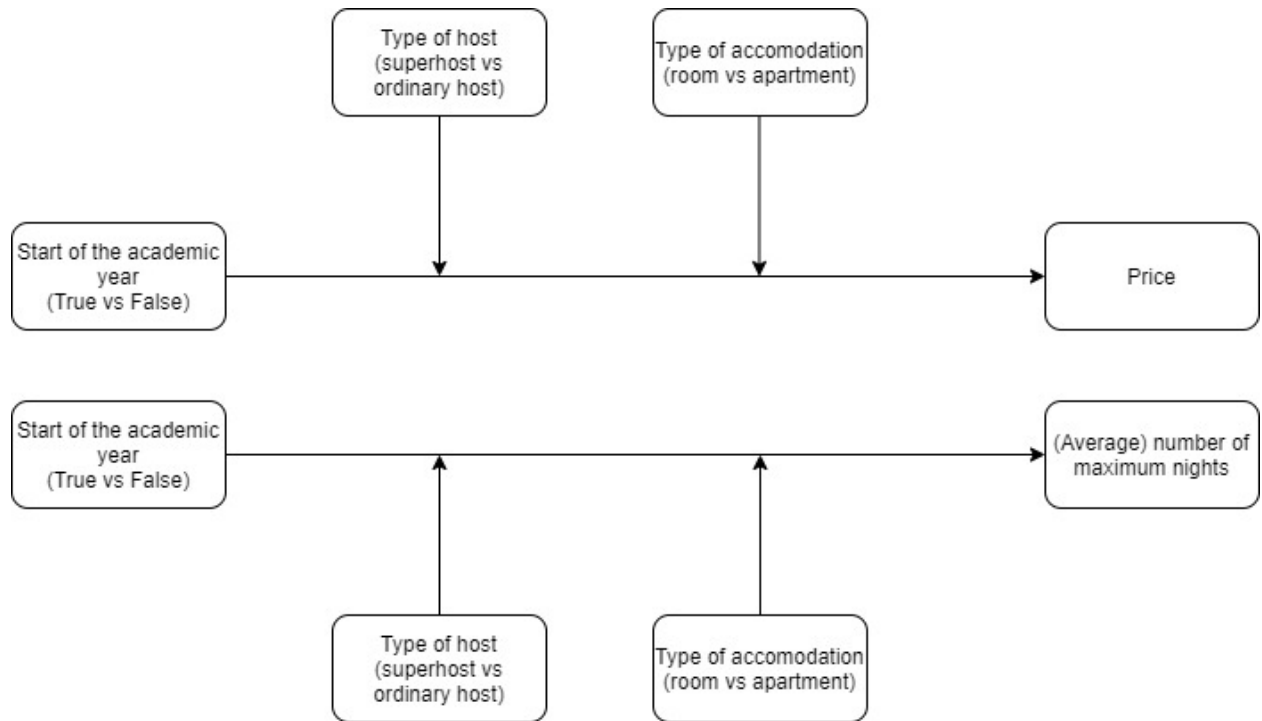 Type of host
(superhost vs
ordinary host)
Type of accomodation
(room vs apartment)
Start of the academic
year
(True vs False)
Price
Start of the academic
year
(True vs False)
(Average) number of
maximum nights
Type of host
(superhost vs
ordinary host)
Type of accomodation
(room vs apartment)